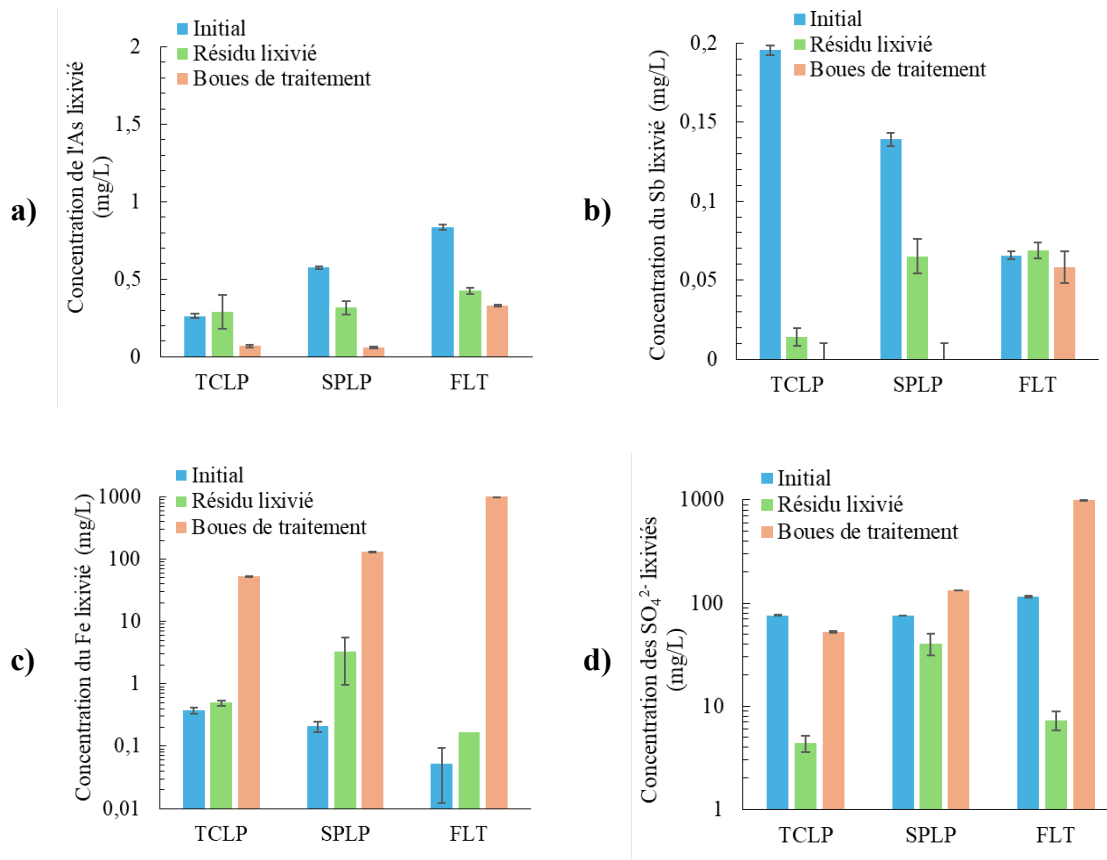 a)
Concentration de l'As lixivié
(mg/L)
Initial
Résidu lixivié
Boues de traitement
2
1,5
1
0,5
0
TCLP
SPLP
FLT
b)
Concentration du Sb lixivié (mg/L)
Initial
Résidu lixivié
Boues de traitement
0,2
0,15
0,1
0,05
0
TCLP
SPLP
FLT
c)
Concentration du Fe lixivié (mg/L)
Initial
Résidu lixivié
Boues de traitement
1000
100
10
1
0,1
0,01
TCLP
SPLP
FLT
d)
Concentration des SO₄²⁻ lixiviés
(mg/L)
Initial
Résidu lixivié
Boues de traitement
1000
100
10
1
TCLP
SPLP
FLT